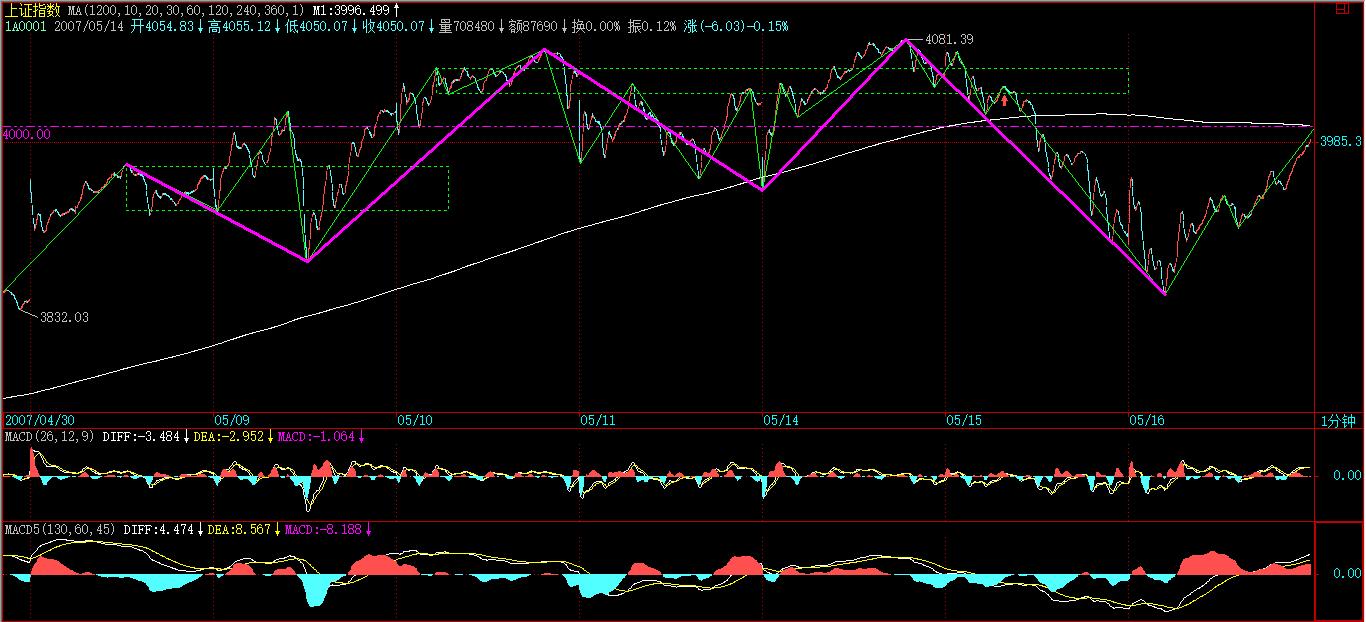 上证指数 MA(1200,10,20,30,60,120,240,360,1) M1:3996.499↑
1A0001 2007/05/14 开4054.83↓高4055.12↓低4050.07↓收4050.07↓量708480↓额87690↓换0.00% 振0.12% 涨(-6.03)-0.15%
4081.39
4000.00
3985.3
3832.03
2007/04/30 05/09 05/10 05/11 05/14 05/15 05/16 1分钟
MACD(26,12,9) DIFF:-3.484↓DEA:-2.952↓MACD:-1.064↓
0.00
MACD5(130,60,45) DIFF:4.474↓DEA:8.567↓MACD:-8.188↓
0.00